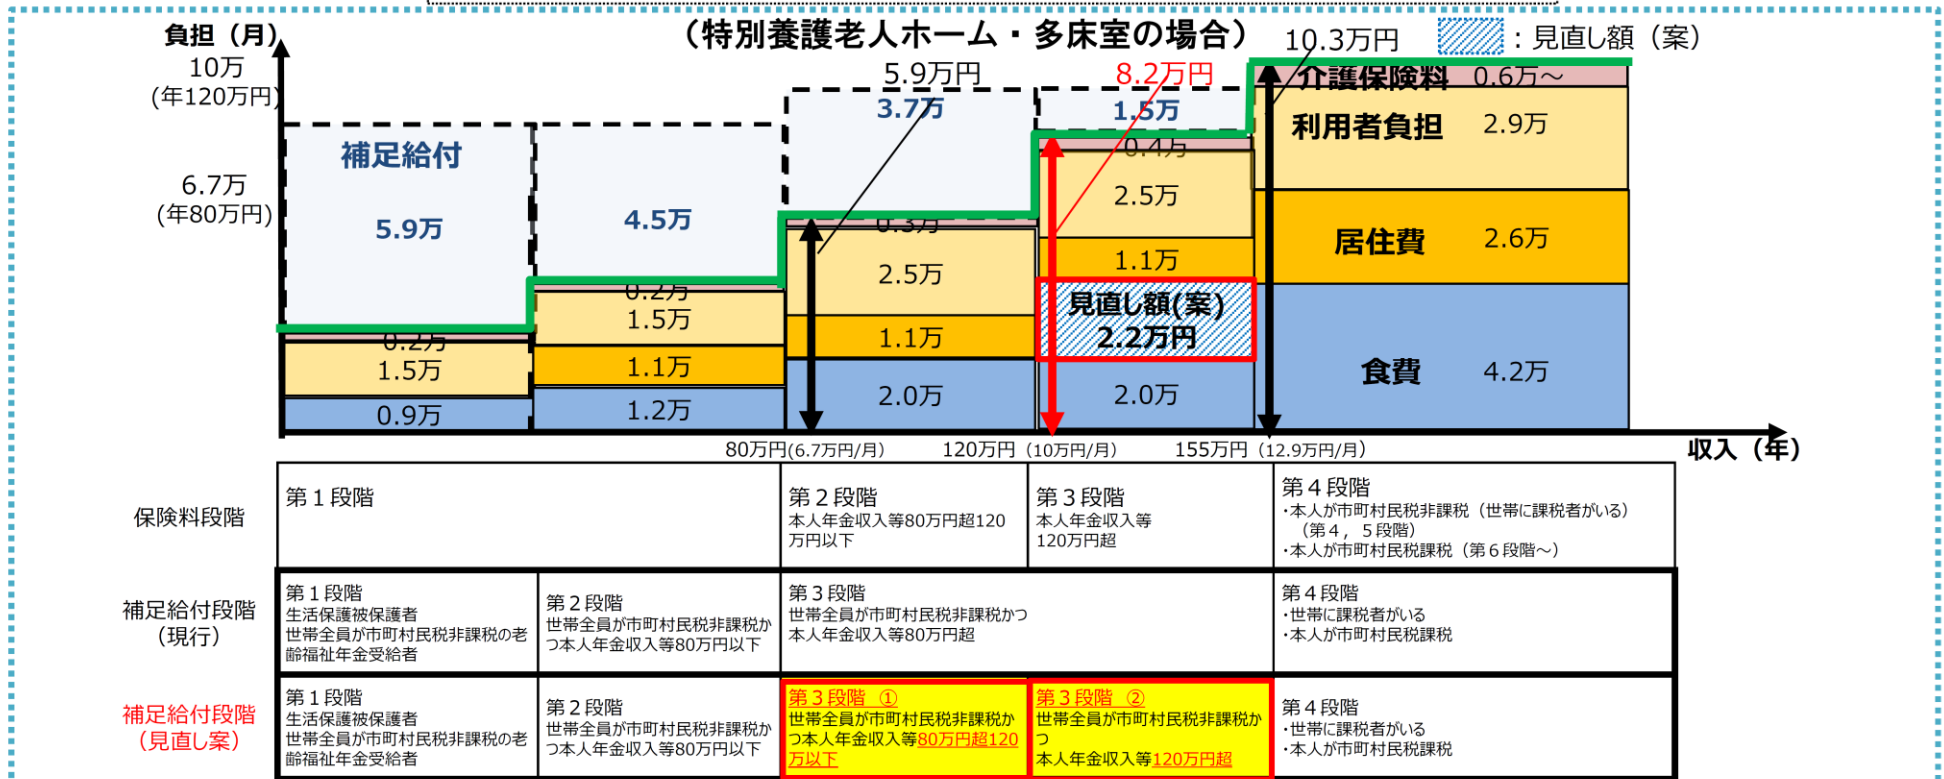 負担（月）
（特別養護老人ホーム・多床室の場合）
：見直し額（案）
10万
(年120万円)
6.7万
(年80万円)
5.9万円
8.2万円
10.3万円
補足給付
5.9万
4.5万
3.7万
1.5万
介護保険料 0.6万～
利用者負担 2.9万
居住費 2.6万
食費 4.2万
0.2万
1.5万
0.9万
0.2万
1.5万
1.1万
1.2万
0.3万
2.5万
1.1万
2.0万
0.4万
2.5万
1.1万
見直し額(案)
2.2万円
2.0万
80万円(6.7万円/月) 120万円（10万円/月） 155万円（12.9万円/月）
収入（年）
保険料段階
第１段階
第２段階
本人年金収入等80万円超120
万円以下
第３段階
本人年金収入等
120万円超
第４段階
・本人が市町村民税非課税（世帯に課税者がいる）
（第４，５段階）
・本人が市町村民税課税（第６段階～）
補足給付段階
（現行）
第１段階
生活保護被保護者
世帯全員が市町村民税非課税の老
齢福祉年金受給者
第２段階
世帯全員が市町村民税非課税か
つ本人年金収入等80万円以下
第３段階
世帯全員が市町村民税非課税かつ
本人年金収入等80万円超
第４段階
・世帯に課税者がいる
・本人が市町村民税課税
補足給付段階
（見直し案）
第１段階
生活保護被保護者
世帯全員が市町村民税非課税の老
齢福祉年金受給者
第２段階
世帯全員が市町村民税非課税か
つ本人年金収入等80万円以下
第３段階 ①
世帯全員が市町村民税非課税か
つ本人年金収入等80万円超120
万以下
第３段階 ②
世帯全員が市町村民税非課税か
つ
本人年金収入等120万円超
第４段階
・世帯に課税者がいる
・本人が市町村民税課税